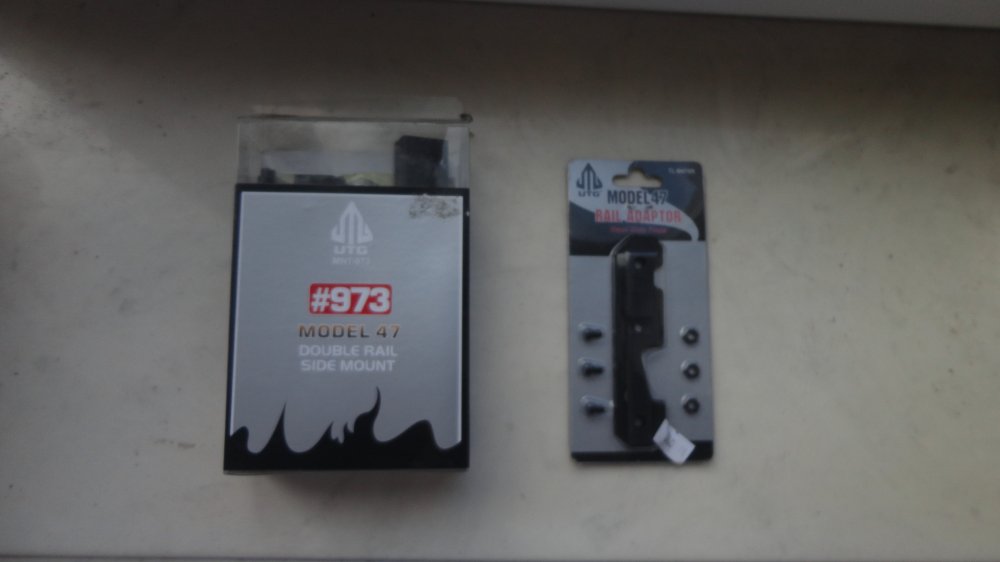 UTG
MNT-973
#973
MODEL 47
DOUBLE RAIL
SIDE MOUNT
UTG
MODEL 47
RAIL ADAPTOR